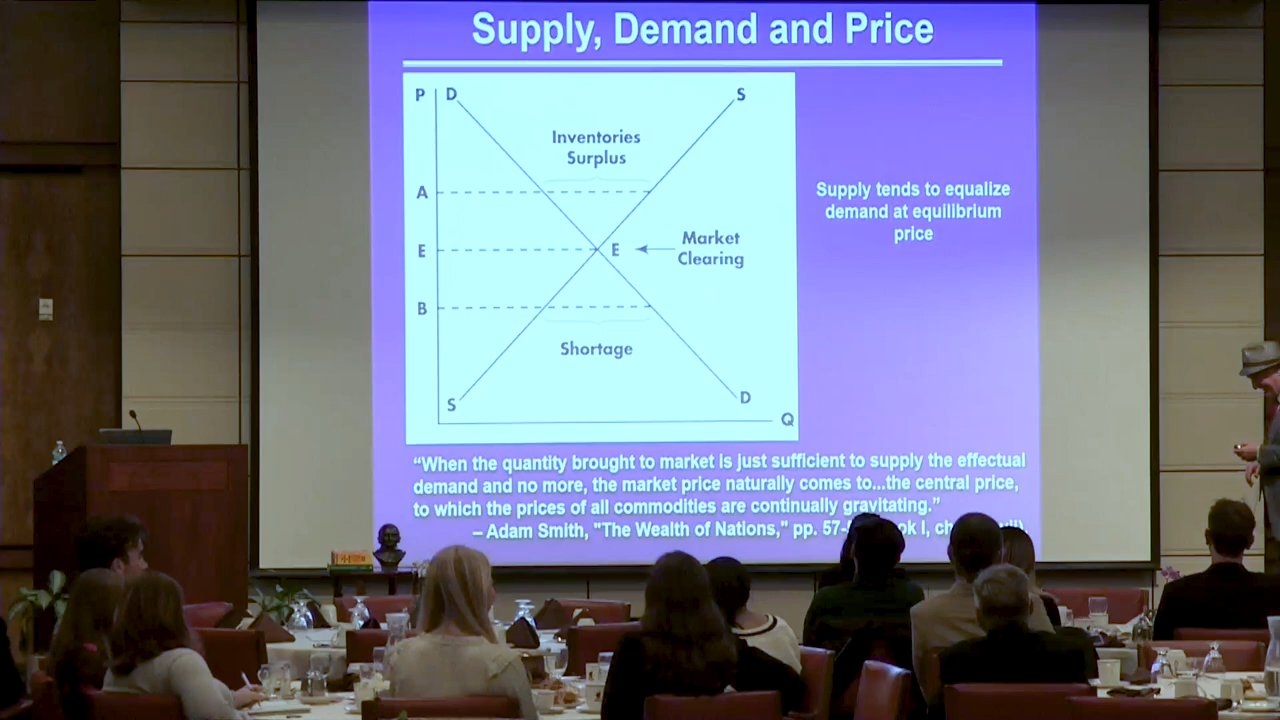 Supply, Demand and Price
P D S
Inventories
Surplus
A
E E Market
Clearing
B
Shortage
S D
Q
Supply tends to equalize
demand at equilibrium
price
“When the quantity brought to market is just sufficient to supply the effectual
demand and no more, the market price naturally comes to...the central price,
to which the prices of all commodities are continually gravitating.”
– Adam Smith, "The Wealth of Nations," pp. 57-